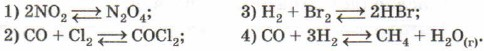 1) 2NO₂ ⇄ N₂O₄; 3) H₂ + Br₂ ⇄ 2HBr;
2) CO + Cl₂ ⇄ COCl₂; 4) CO + 3H₂ ⇄ CH₄ + H₂O₍г₎.